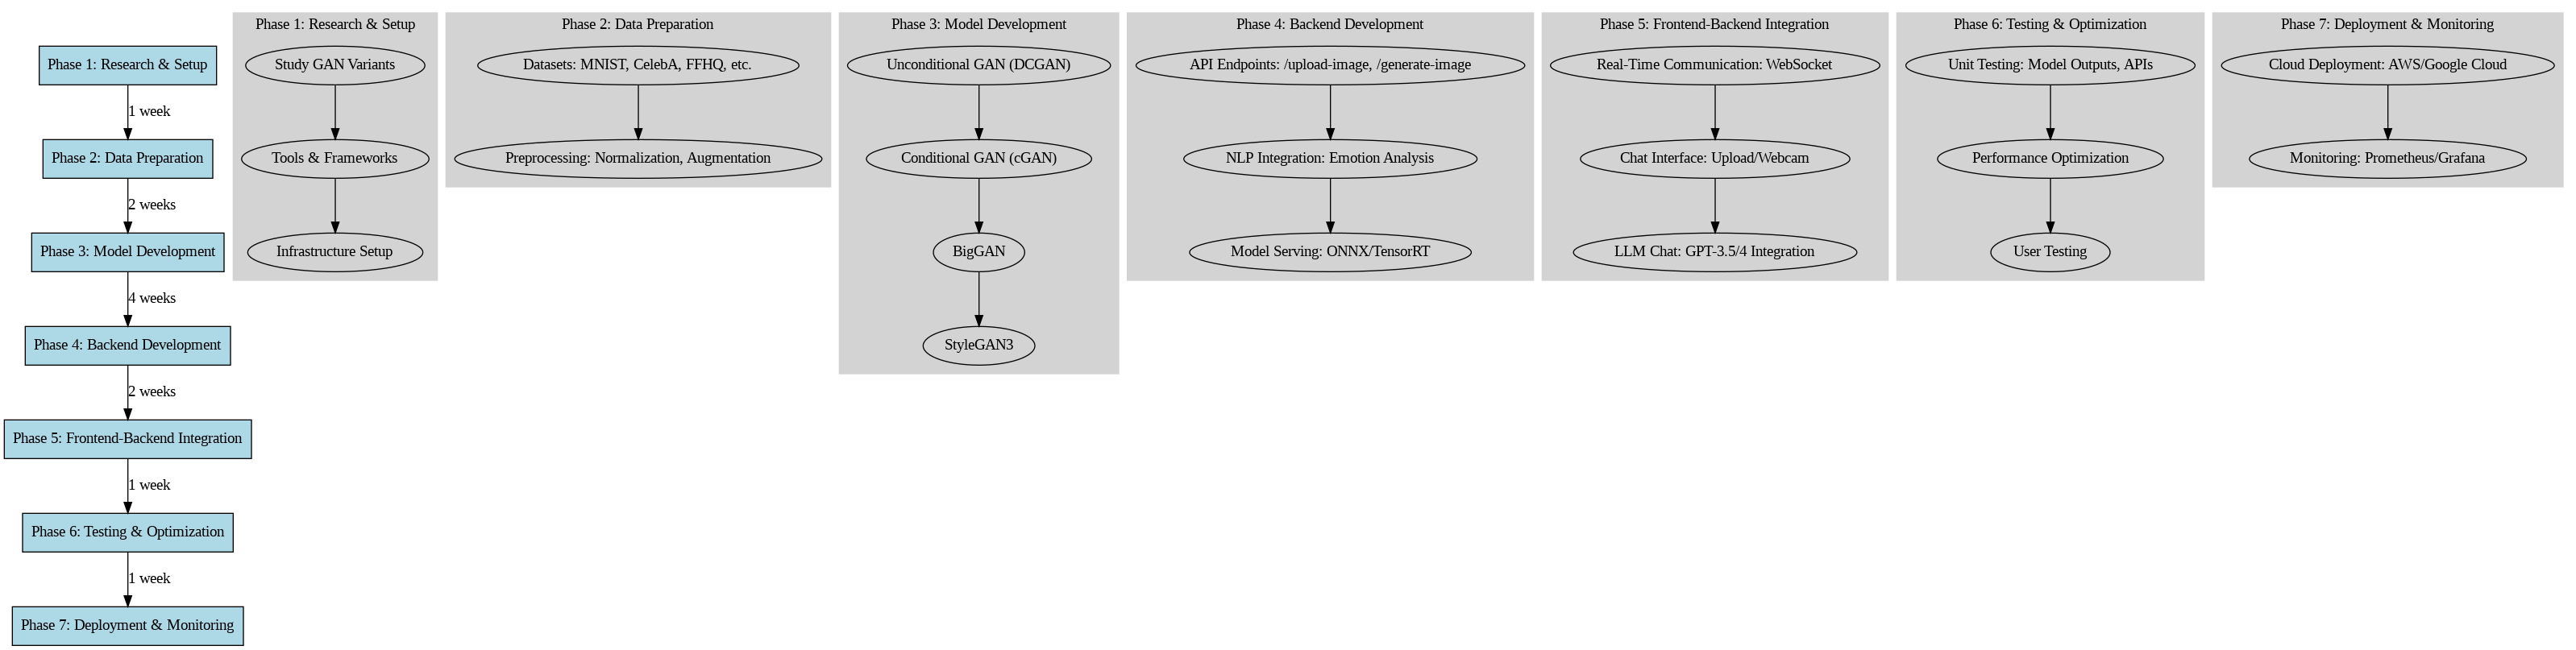 Phase 1: Research & Setup
1 week
Phase 2: Data Preparation
2 weeks
Phase 3: Model Development
4 weeks
Phase 4: Backend Development
2 weeks
Phase 5: Frontend-Backend Integration
1 week
Phase 6: Testing & Optimization
1 week
Phase 7: Deployment & Monitoring
Phase 1: Research & Setup
Study GAN Variants
Tools & Frameworks
Infrastructure Setup
Phase 2: Data Preparation
Datasets: MNIST, CelebA, FFHQ, etc.
Preprocessing: Normalization, Augmentation
Phase 3: Model Development
Unconditional GAN (DCGAN)
Conditional GAN (cGAN)
BigGAN
StyleGAN3
Phase 4: Backend Development
API Endpoints: /upload-image, /generate-image
NLP Integration: Emotion Analysis
Model Serving: ONNX/TensorRT
Phase 5: Frontend-Backend Integration
Real-Time Communication: WebSocket
Chat Interface: Upload/Webcam
LLM Chat: GPT-3.5/4 Integration
Phase 6: Testing & Optimization
Unit Testing: Model Outputs, APIs
Performance Optimization
User Testing
Phase 7: Deployment & Monitoring
Cloud Deployment: AWS/Google Cloud
Monitoring: Prometheus/Grafana